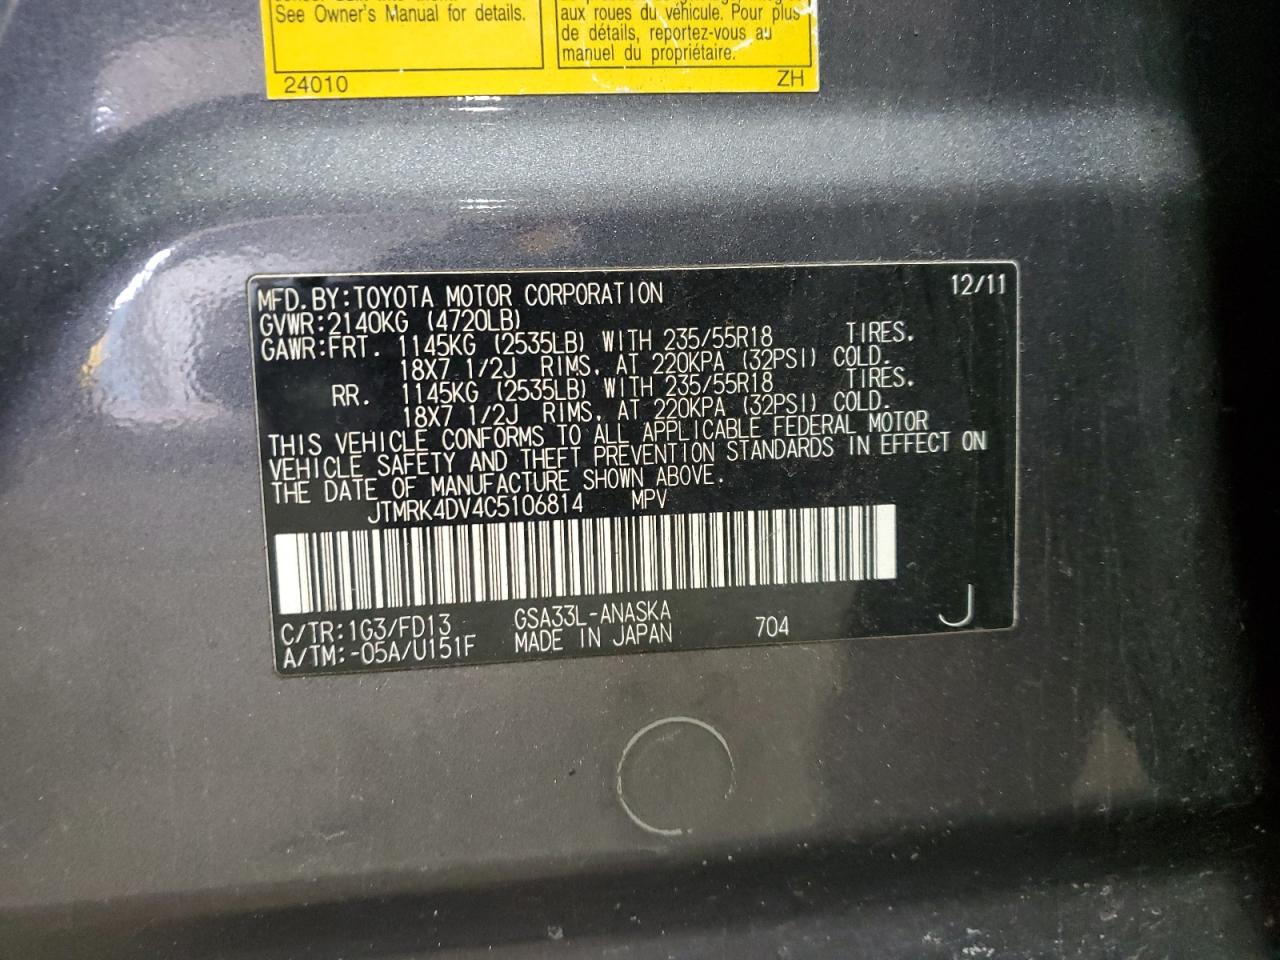 See Owner's Manual for details.
24010
aux roues du véhicule. Pour plus
de détails, reportez-vous au
manuel du propriétaire.
ZH
MFD. BY: TOYOTA MOTOR CORPORATION 12/11
GVWR: 2140KG (4720LB)
GAWR: FRT. 1145KG (2535LB) WITH 235/55R18 TIRES.
18X7 1/2J RIMS. AT 220KPA (32PSI) COLD.
RR. 1145KG (2535LB) WITH 235/55R18 TIRES.
18X7 1/2J RIMS. AT 220KPA (32PSI) COLD.
THIS VEHICLE CONFORMS TO ALL APPLICABLE FEDERAL MOTOR
VEHICLE SAFETY AND THEFT PREVENTION STANDARDS IN EFFECT ON
THE DATE OF MANUFACTURE SHOWN ABOVE.
JTMRK4DV4C5106814 MPV
C/TR: 1G3/FD13 GSA33L-ANASKA
A/TM: -05A/U151F MADE IN JAPAN 704 J